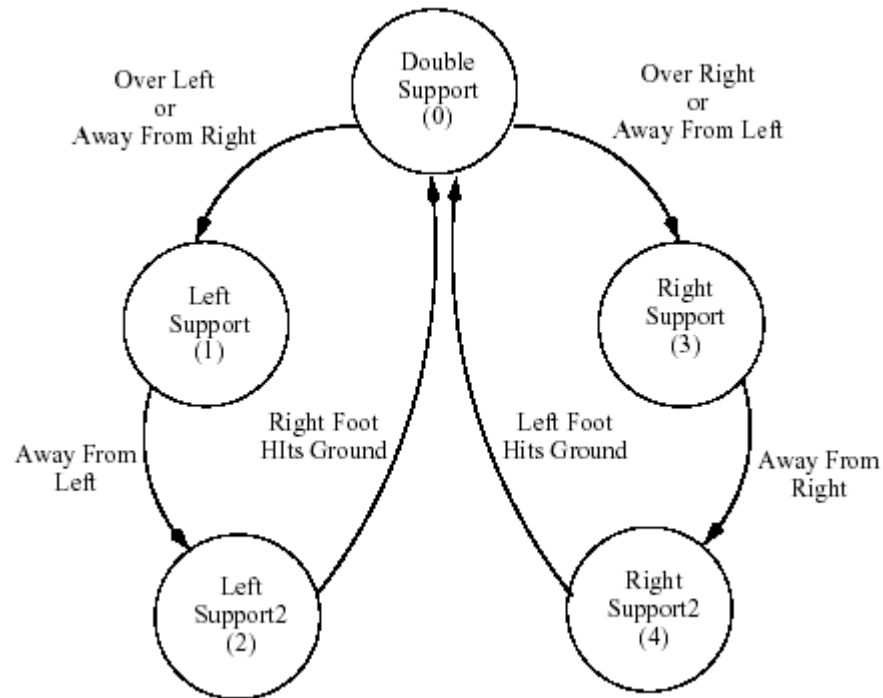 Double
Support
(0)
Over Left
or
Away From Right
Over Right
or
Away From Left
Left
Support
(1)
Right
Support
(3)
Right Foot
HIts Ground
Left Foot
Hits Ground
Away From
Left
Away From
Right
Left
Support2
(2)
Right
Support2
(4)